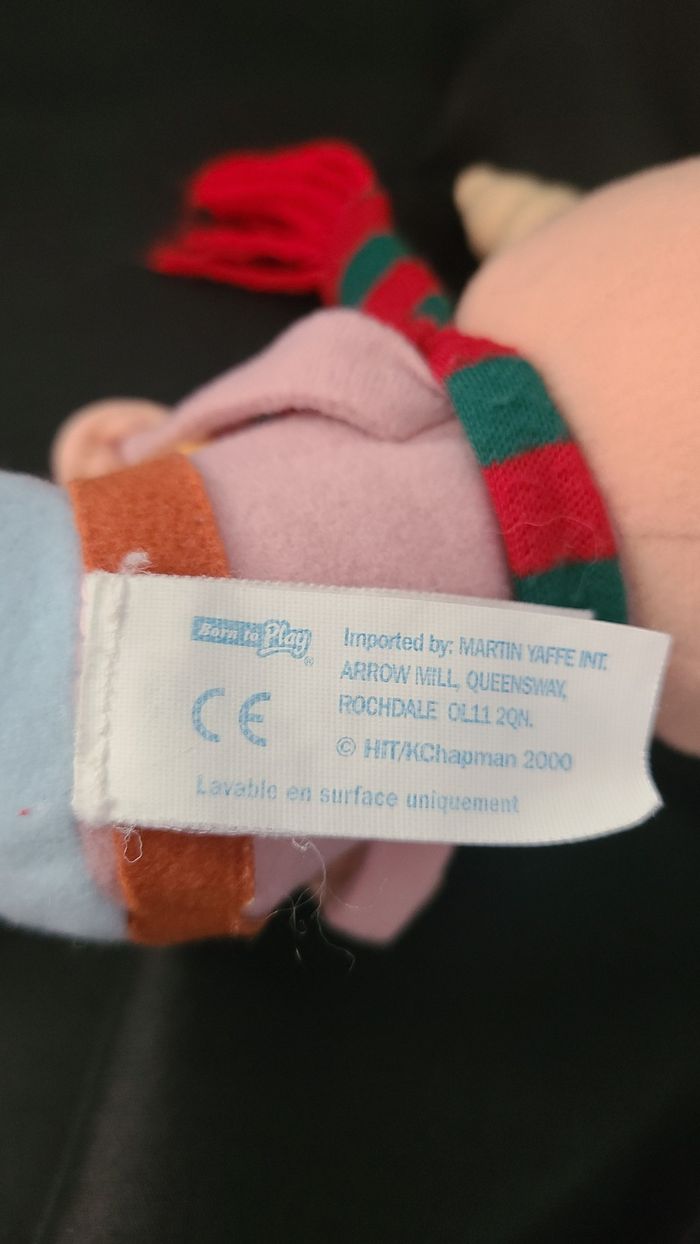 Born to Play®
CE
Imported by: MARTIN YAFFE INT.
ARROW MILL, QUEENSWAY,
ROCHDALE OL11 2QN.
© HIT/KChapman 2000
Lavable en surface uniquement